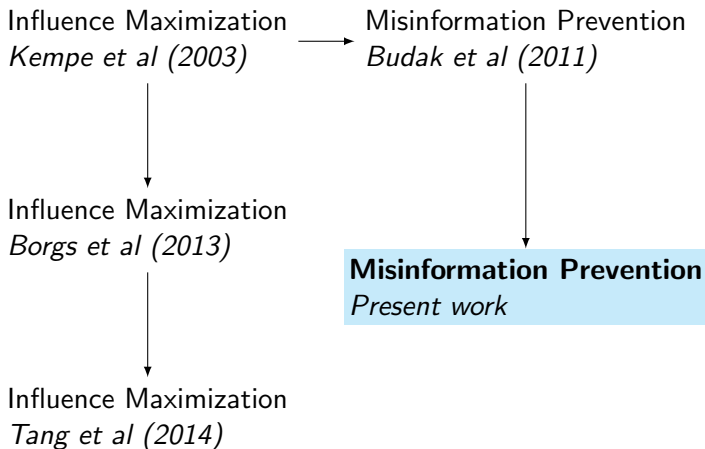 Influence Maximization
Kempe et al (2003)
Misinformation Prevention
Budak et al (2011)
Influence Maximization
Borgs et al (2013)
Misinformation Prevention
Present work
Influence Maximization
Tang et al (2014)